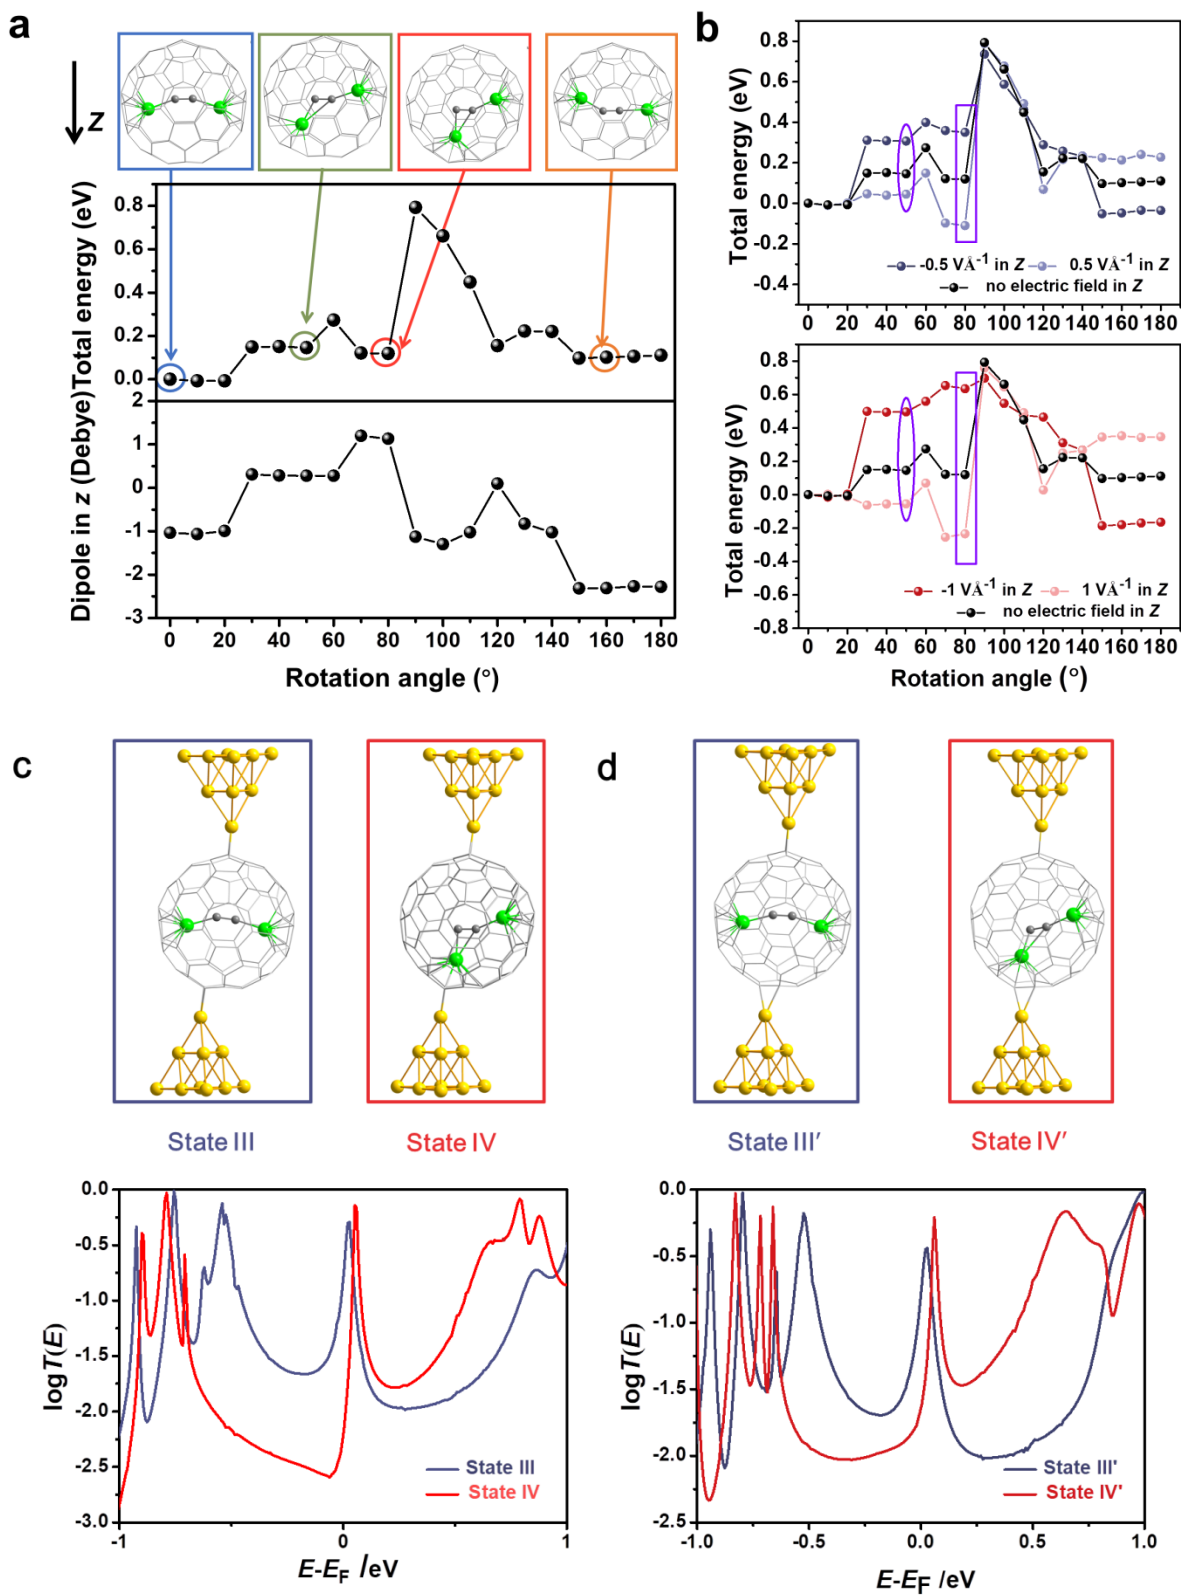 a
Z
Total energy (eV)
0.8
0.6
0.4
0.2
0.0
Dipole in z (Debye)
2
1
0
-1
-2
-3
0 20 40 60 80 100 120 140 160 180
Rotation angle (°)
b
Total energy (eV)
0.8
0.6
0.4
0.2
0.0
-0.2
-0.4
-0.5 VÅ⁻¹ in Z
0.5 VÅ⁻¹ in Z
no electric field in Z
0 20 40 60 80 100 120 140 160 180
Total energy (eV)
0.8
0.6
0.4
0.2
0.0
-0.2
-0.4
-0.6
-0.8
-1 VÅ⁻¹ in Z
1 VÅ⁻¹ in Z
no electric field in Z
0 20 40 60 80 100 120 140 160 180
Rotation angle (°)
c
State III
State IV
logT(E)
0.0
-0.5
-1.0
-1.5
-2.0
-2.5
-3.0
State III
State IV
-1 0 1
E-E_F /eV
d
State III'
State IV'
logT(E)
0.0
-0.5
-1.0
-1.5
-2.0
-2.5
State III'
State IV'
-1.0 -0.5 0.0 0.5 1.0
E-E_F /eV